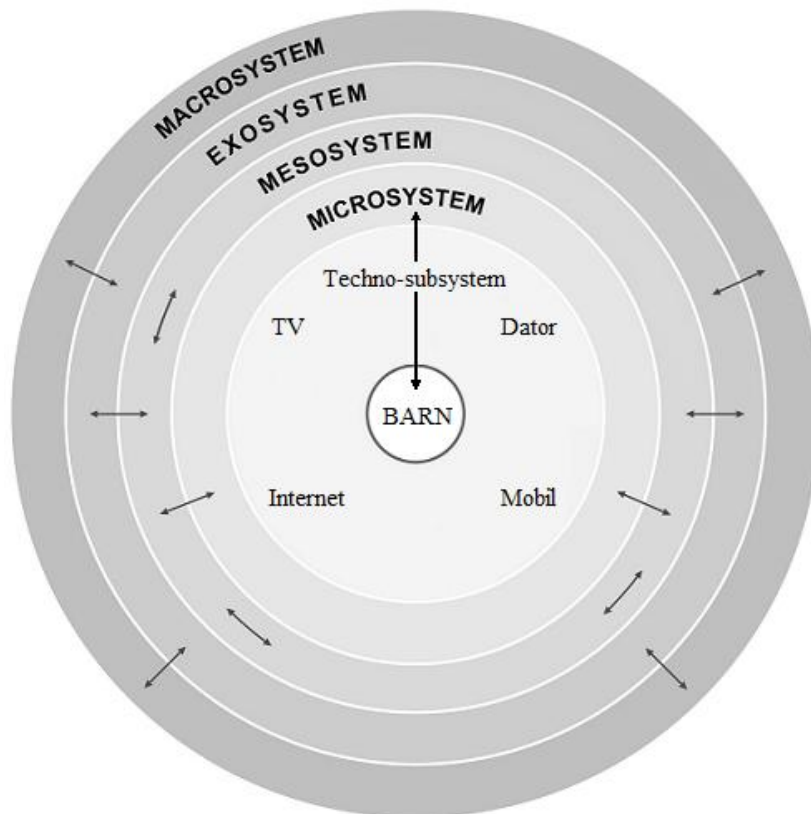 MACROSYSTEM
EXOSYSTEM
MESOSYSTEM
MICROSYSTEM
Techno-subsystem
TV
Dator
BARN
Internet
Mobil